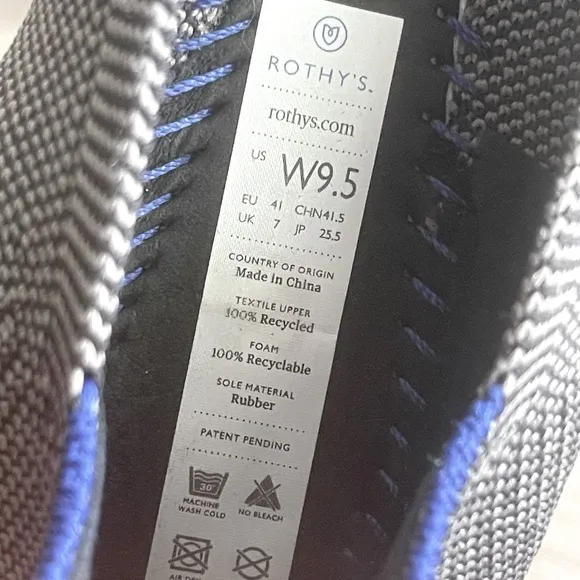 ROTHY'S
rothys.com
US W9.5
EU 41 CHN41.5
UK 7 JP 25.5
COUNTRY OF ORIGIN
Made in China
TEXTILE UPPER
100% Recycled
FOAM
100% Recyclable
SOLE MATERIAL
Rubber
PATENT PENDING
30°
MACHINE
WASH COLD
NO BLEACH
AIR DRY